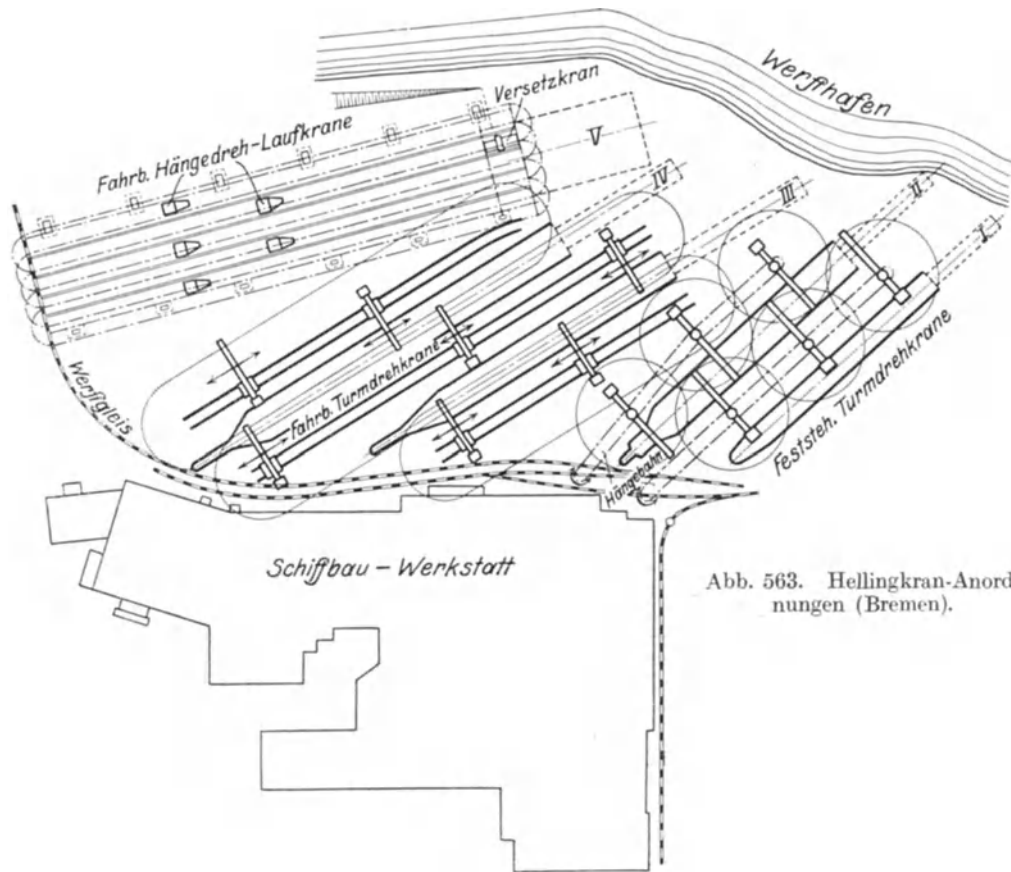 Werfthafen
Versetzkran
Fahrb. Hängedreh-Laufkrane
V
IV
III
II
I
Werftgleis
Fahrb. Turmdrehkrane
Feststeh. Turmdrehkrane
Hängebahn
Schiffbau – Werkstatt
Abb. 563. Hellingkran-Anord-
nungen (Bremen).